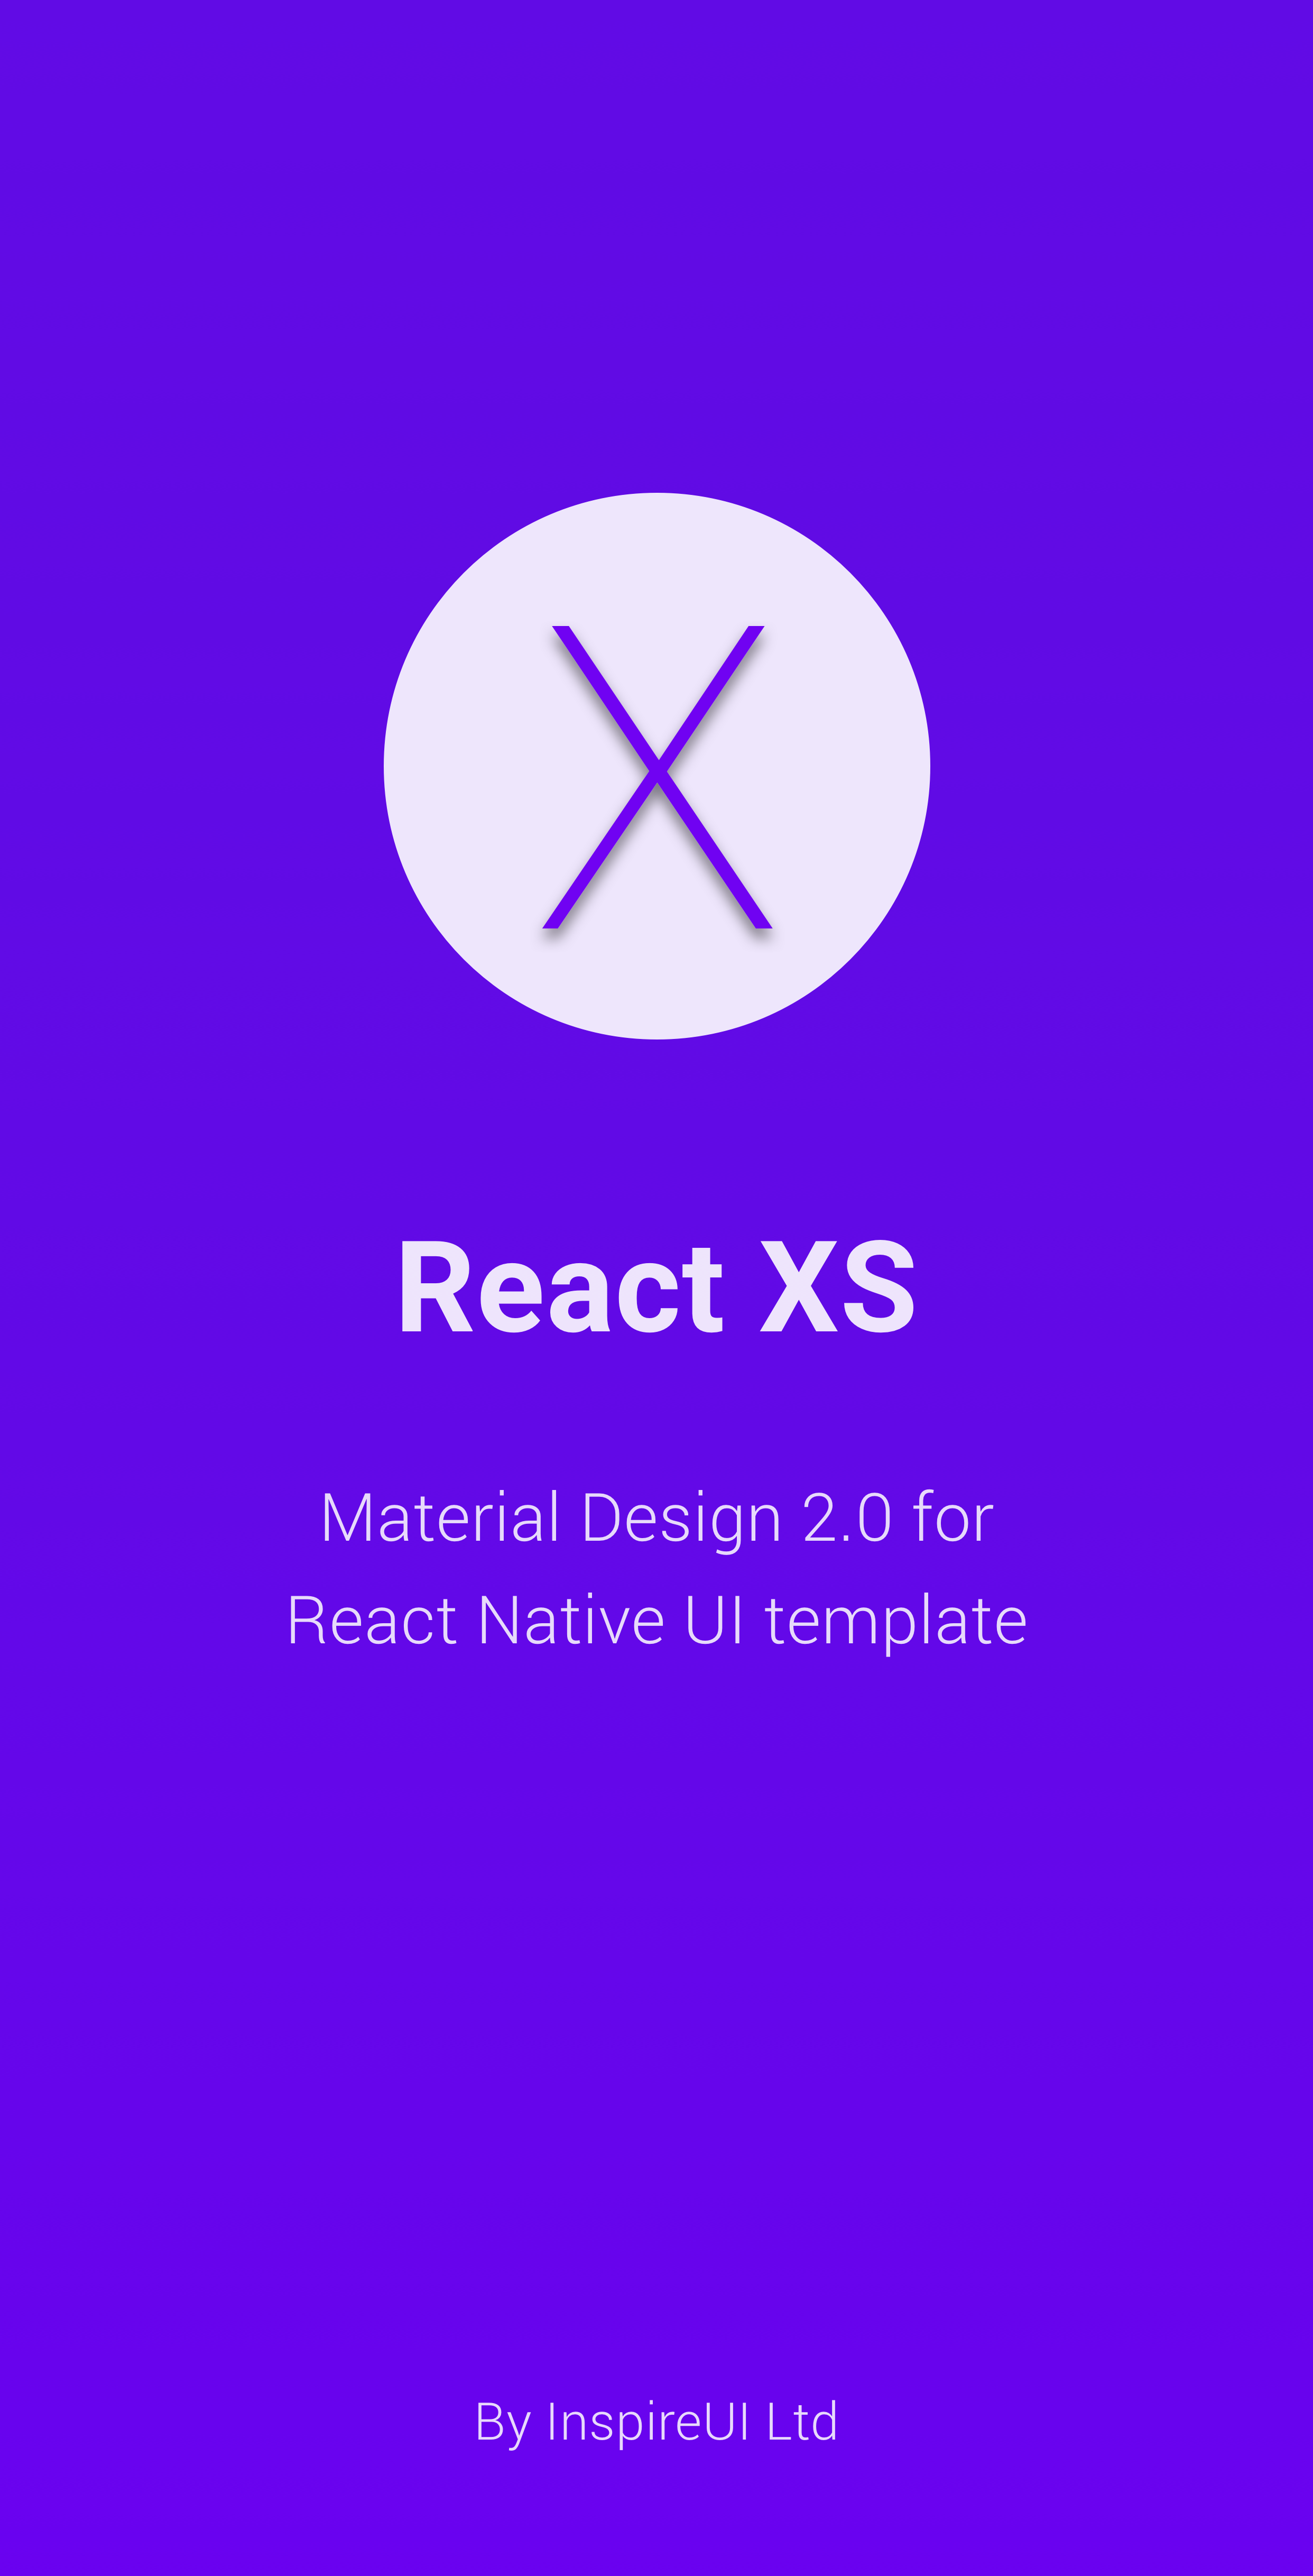 X
React XS
Material Design 2.0 for
React Native UI template
By InspireUI Ltd